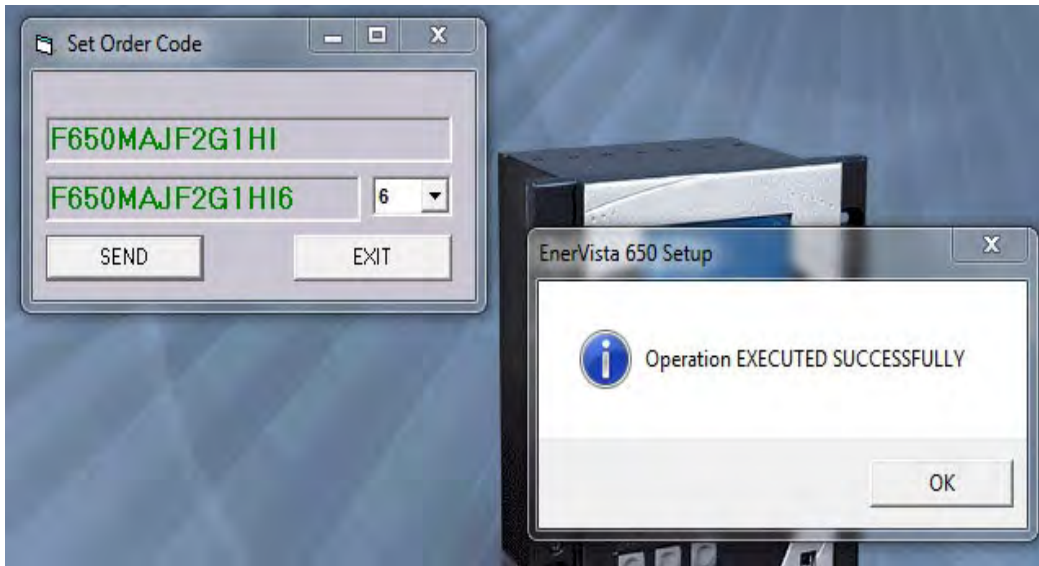 Set Order Code
F650MAJF2G1HI
F650MAJF2G1HI6
6
SEND
EXIT
EnerVista 650 Setup
Operation EXECUTED SUCCESSFULLY
OK